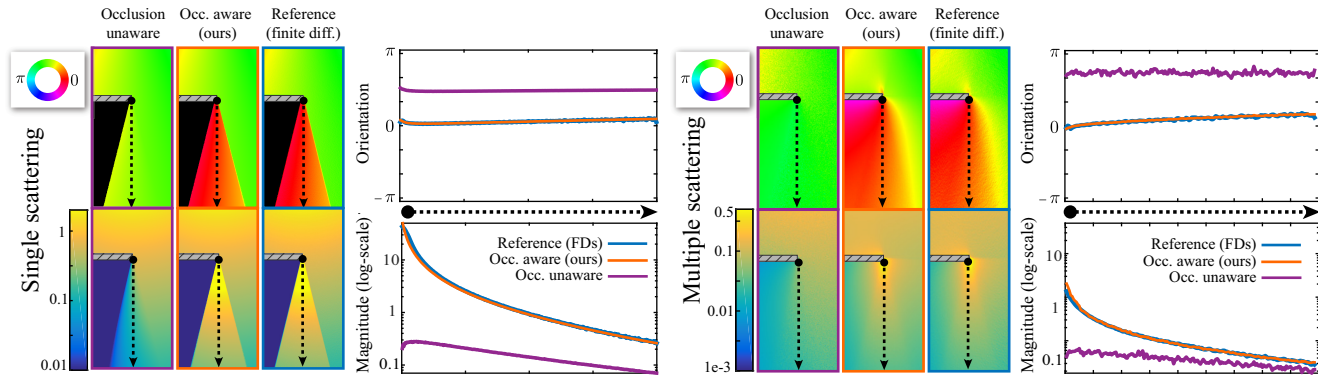 Occlusion
unaware
Occ. aware
(ours)
Reference
(finite diff.)
π 0
Single scattering
1
0.1
0.01
Orientation
π
0
-π
Magnitude (log-scale)
10
1
0.1
Reference (FDs)
Occ. aware (ours)
Occ. unaware
Occlusion
unaware
Occ. aware
(ours)
Reference
(finite diff.)
π 0
Multiple scattering
0.5
0.1
0.01
1e-3
Orientation
π
0
-π
Magnitude (log-scale)
10
1
0.1
Reference (FDs)
Occ. aware (ours)
Occ. unaware